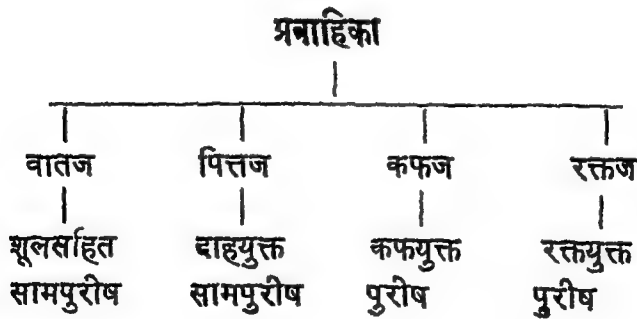 प्रवाहिका
वातज पित्तज कफज रक्तज
शूलसहित दाहयुक्त कफयुक्त रक्तयुक्त
सामपुरीष सामपुरीष पुरीष पुरीष